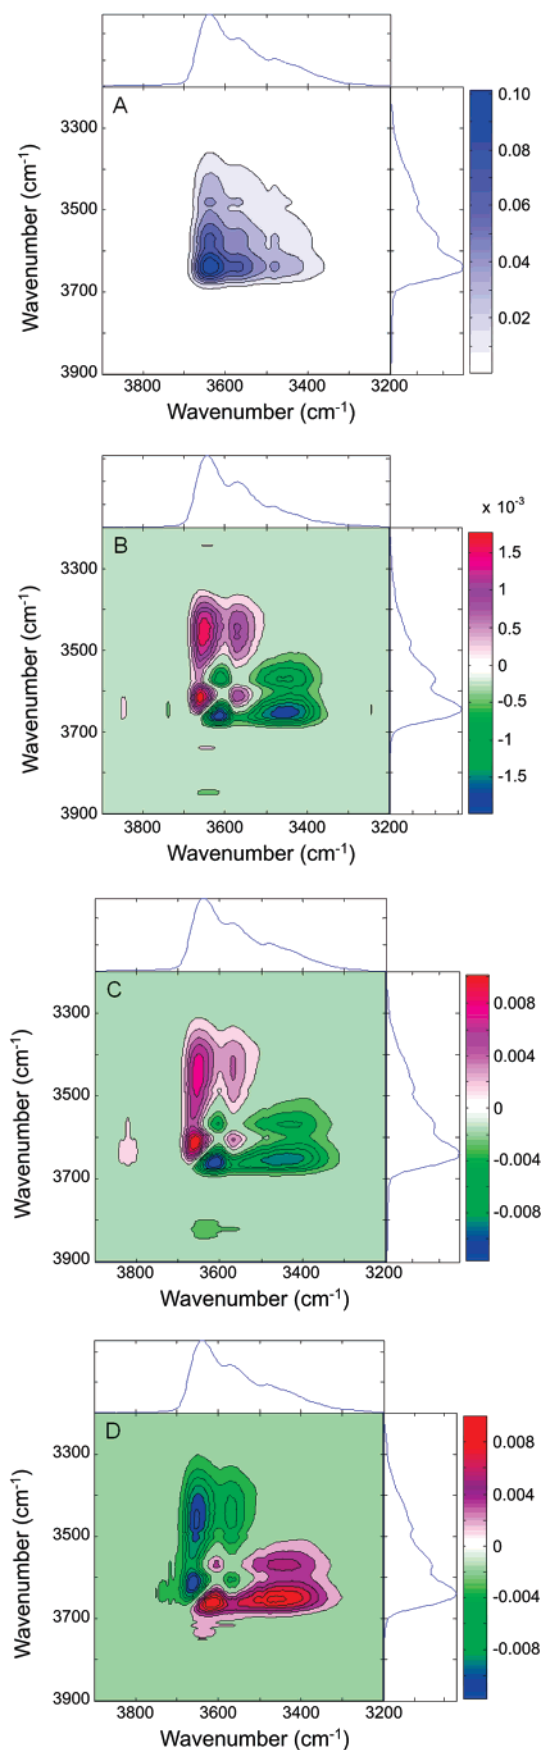 A
0.10
3300
0.08
3500
0.06
0.04
3700
0.02
3900
3800 3600 3400 3200
Wavenumber (cm-1)
Wavenumber (cm-1)
x 10-3
B
1.5
3300
1
0.5
3500
0
-0.5
3700
-1
-1.5
3900
3800 3600 3400 3200
Wavenumber (cm-1)
Wavenumber (cm-1)
C
0.008
3300
0.004
3500
0
-0.004
3700
-0.008
3900
3800 3600 3400 3200
Wavenumber (cm-1)
Wavenumber (cm-1)
D
0.008
3300
0.004
3500
0
-0.004
3700
-0.008
3900
3800 3600 3400 3200
Wavenumber (cm-1)
Wavenumber (cm-1)